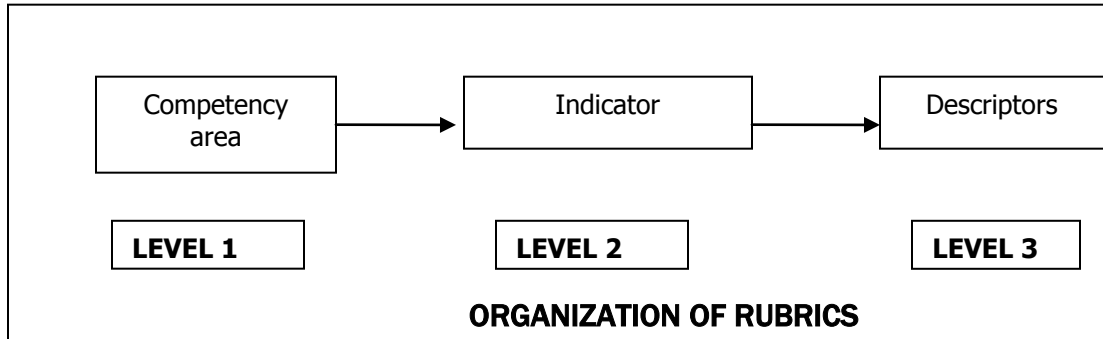 Competency
area
Indicator
Descriptors
LEVEL 1
LEVEL 2
LEVEL 3
ORGANIZATION OF RUBRICS